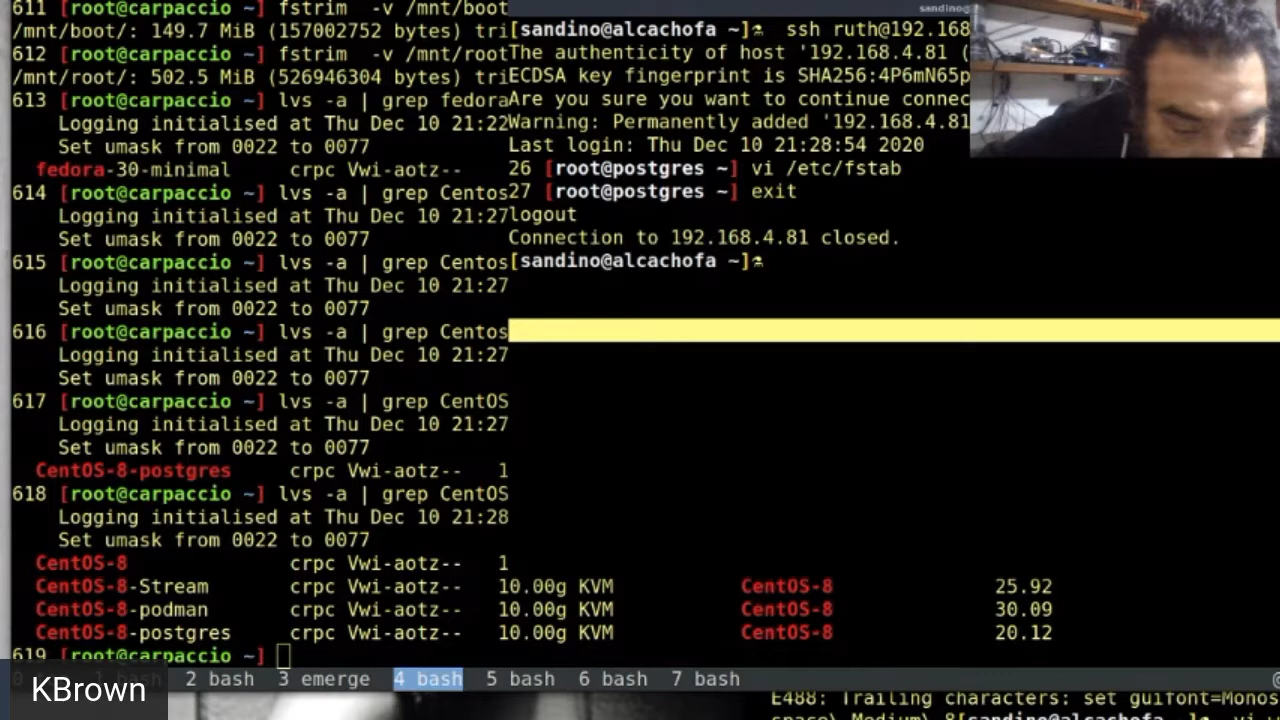 611 [root@carpaccio ~] fstrim  -v /mnt/boot
/mnt/boot/: 149.7 MiB (157002752 bytes) tri
612 [root@carpaccio ~] fstrim  -v /mnt/root
/mnt/root/: 502.5 MiB (526946304 bytes) tri
613 [root@carpaccio ~] lvs -a | grep fedora
Logging initialised at Thu Dec 10 21:22
Set umask from 0022 to 0077
fedora-30-minimal     crpc Vwi-aotz--
614 [root@carpaccio ~] lvs -a | grep Centos
Logging initialised at Thu Dec 10 21:27
Set umask from 0022 to 0077
615 [root@carpaccio ~] lvs -a | grep Centos
Logging initialised at Thu Dec 10 21:27
Set umask from 0022 to 0077
616 [root@carpaccio ~] lvs -a | grep Centos
Logging initialised at Thu Dec 10 21:27
Set umask from 0022 to 0077
617 [root@carpaccio ~] lvs -a | grep CentOS
Logging initialised at Thu Dec 10 21:27
Set umask from 0022 to 0077
CentOS-8-postgres     crpc Vwi-aotz--   1
618 [root@carpaccio ~] lvs -a | grep CentOS
Logging initialised at Thu Dec 10 21:28
Set umask from 0022 to 0077
CentOS-8              crpc Vwi-aotz--   1
CentOS-8-Stream       crpc Vwi-aotz--   10.00g KVM           CentOS-8              25.92
CentOS-8-podman       crpc Vwi-aotz--   10.00g KVM           CentOS-8              30.09
CentOS-8-postgres     crpc Vwi-aotz--   10.00g KVM           CentOS-8              20.12
619 [root@carpaccio ~]
bash  2 bash  3 emerge  4 bash  5 bash  6 bash  7 bash
sandino@
[sandino@alcachofa ~]⚗  ssh ruth@192.168
The authenticity of host '192.168.4.81 (
ECDSA key fingerprint is SHA256:4P6mN65p
Are you sure you want to continue connec
Warning: Permanently added '192.168.4.81
Last login: Thu Dec 10 21:28:54 2020
26 [root@postgres ~] vi /etc/fstab
27 [root@postgres ~] exit
logout
Connection to 192.168.4.81 closed.
[sandino@alcachofa ~]⚗
E488: Trailing characters: set guifont=Monos
space\ Medium\ 8[sandino@alcachofa ~]
KBrown